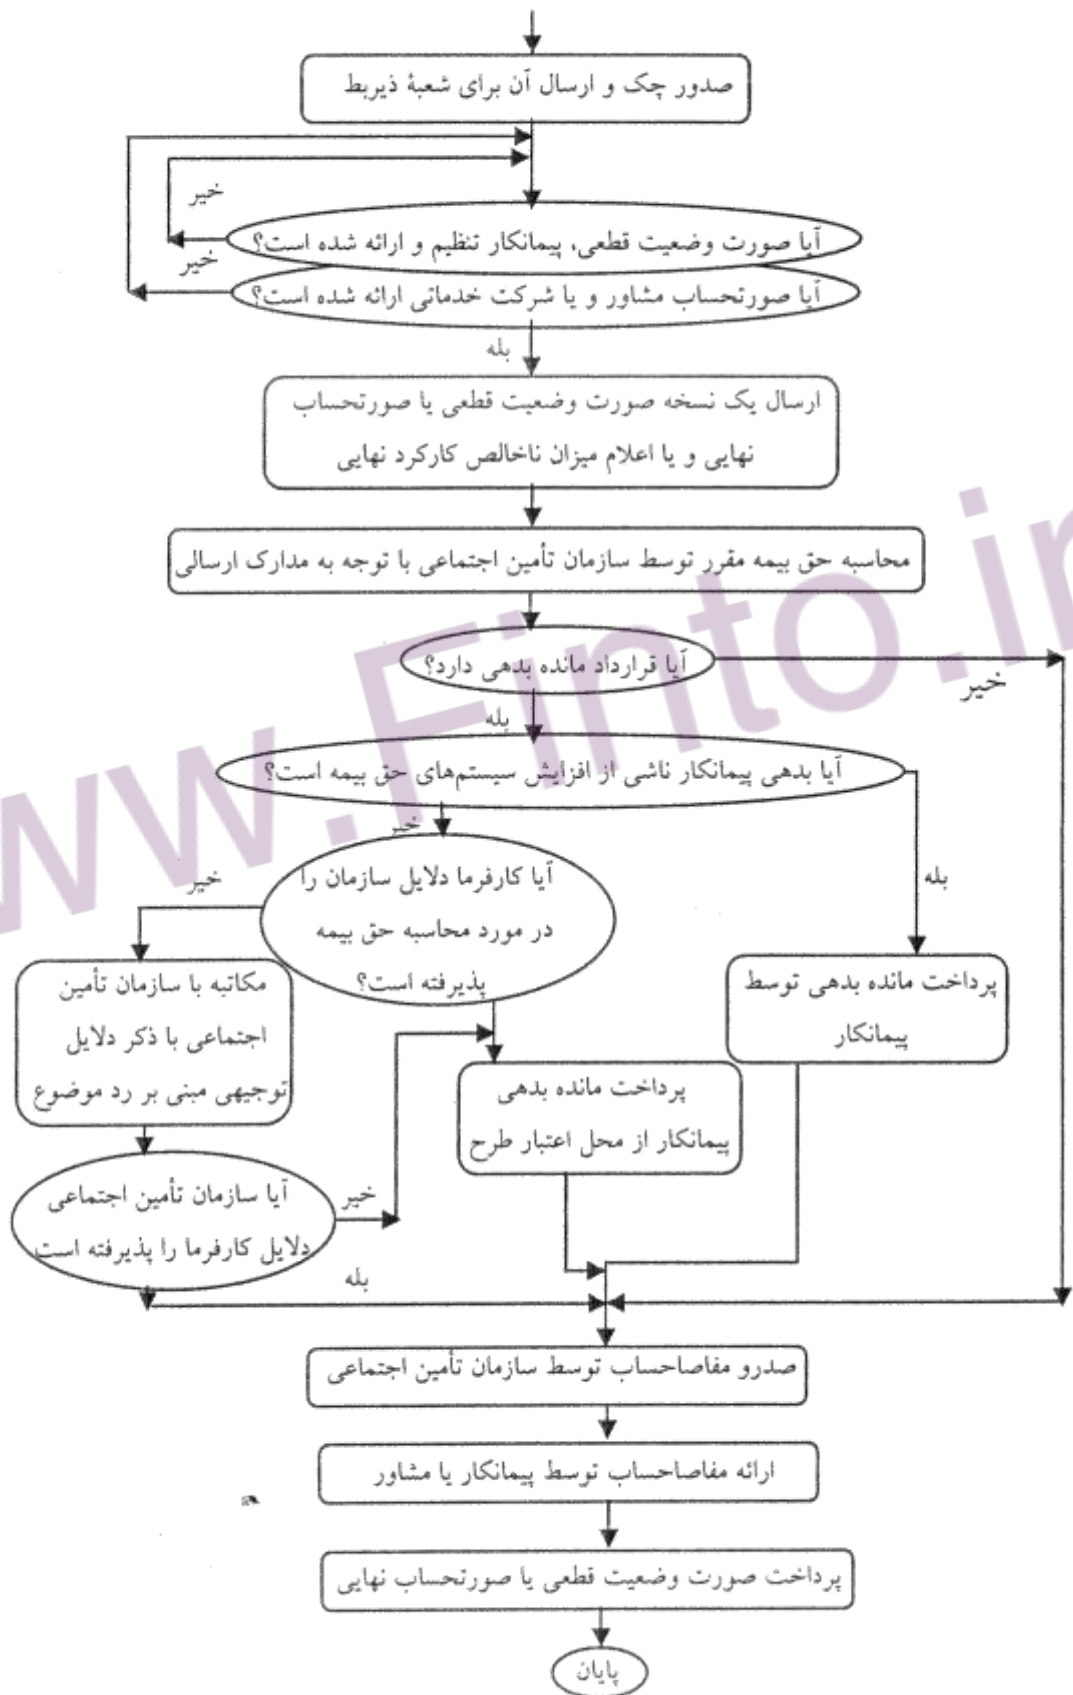 صدور چک و ارسال آن برای شعبهٔ ذیربط
خیر
آیا صورت وضعیت قطعی، پیمانکار تنظیم و ارائه شده است؟
خیر
آیا صورتحساب مشاور و یا شرکت خدماتی ارائه شده است؟
بله
ارسال یک نسخه صورت وضعیت قطعی یا صورتحساب
نهایی و یا اعلام میزان ناخالص کارکرد نهایی
محاسبه حق بیمه مقرر توسط سازمان تأمین اجتماعی با توجه به مدارک ارسالی
آیا قرارداد مانده بدهی دارد؟
خیر
بله
آیا بدهی پیمانکار ناشی از افزایش سیستم‌های حق بیمه است؟
خیر
بله
آیا کارفرما دلایل سازمان را
در مورد محاسبه حق بیمه
پذیرفته است؟
خیر
پرداخت مانده بدهی توسط
پیمانکار
مکاتبه با سازمان تأمین
اجتماعی با ذکر دلایل
توجیهی مبنی بر رد موضوع
پرداخت مانده بدهی
پیمانکار از محل اعتبار طرح
آیا سازمان تأمین اجتماعی
دلایل کارفرما را پذیرفته است
خیر
بله
صدرو مفاصاحساب توسط سازمان تأمین اجتماعی
ارائه مفاصاحساب توسط پیمانکار یا مشاور
پرداخت صورت وضعیت قطعی یا صورتحساب نهایی
پایان
ww.Finto.ir